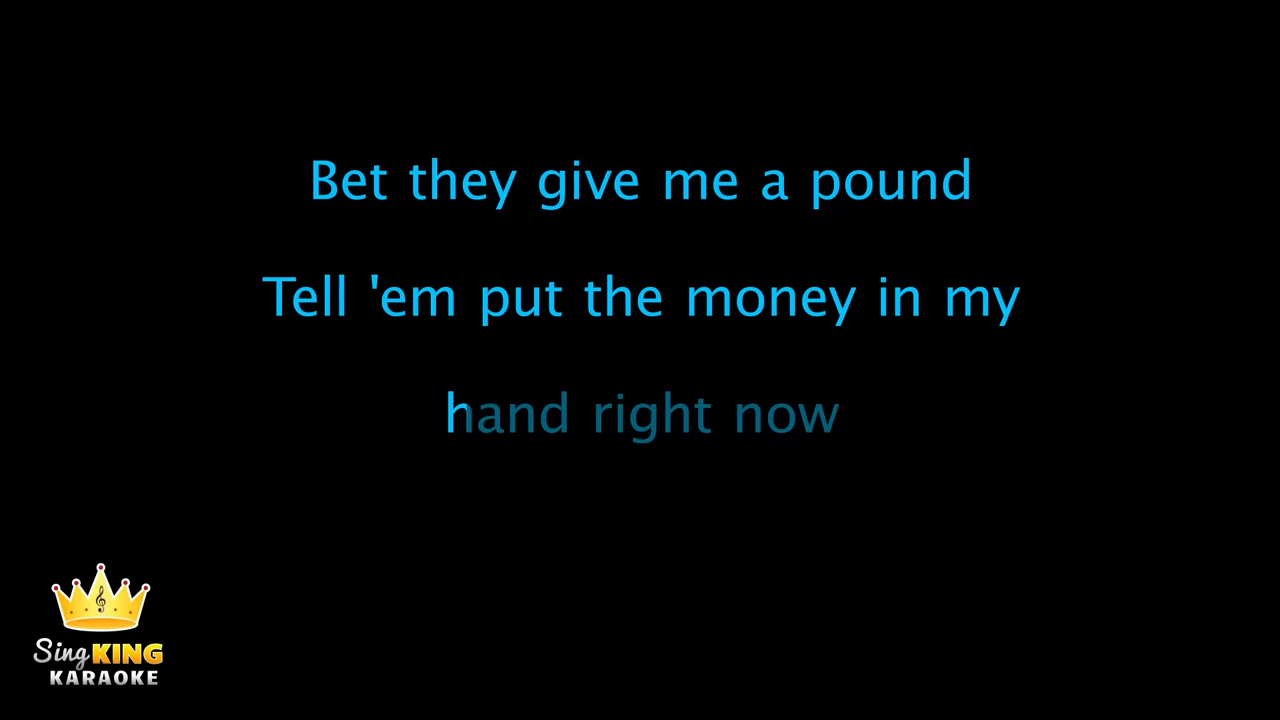 Bet they give me a pound
Tell 'em put the money in my
hand right now
Sing KING
KARAOKE